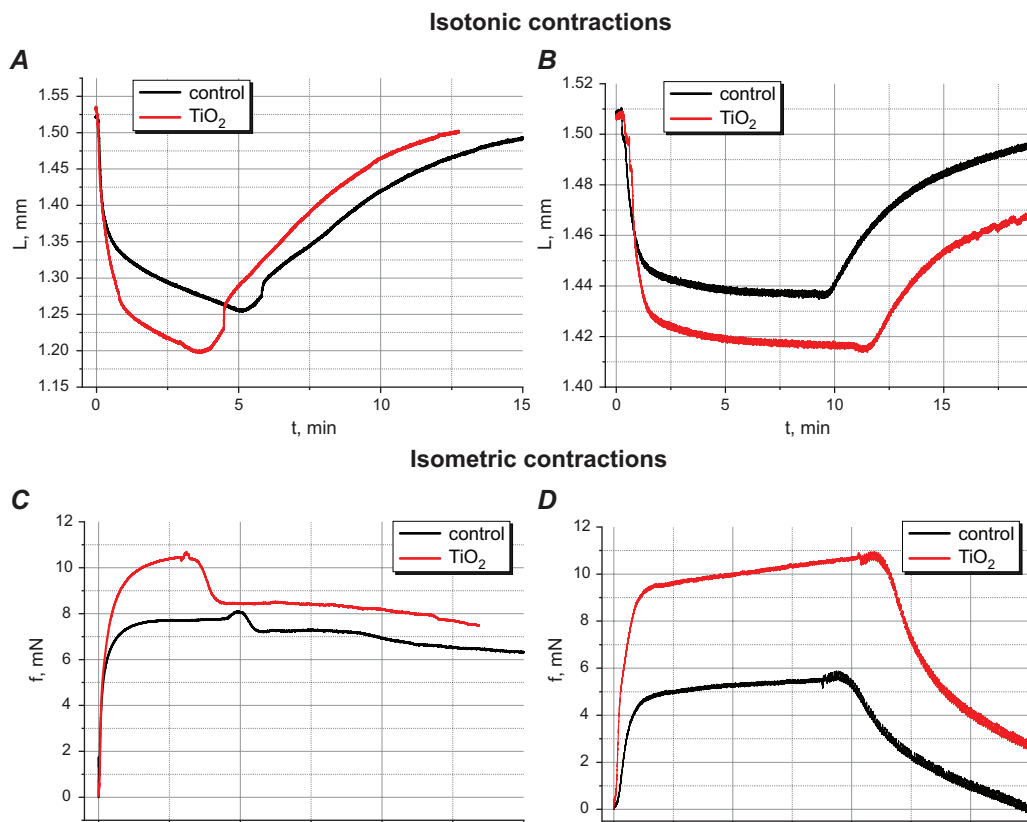 Isotonic contractions
A
B
control
TiO₂
L, mm
1.55
1.50
1.45
1.40
1.35
1.30
1.25
1.20
1.15
0
5
10
15
t, min
control
TiO₂
L, mm
1.52
1.50
1.48
1.46
1.44
1.42
1.40
0
5
10
15
t, min
Isometric contractions
C
D
control
TiO₂
f, mN
12
10
8
6
4
2
0
control
TiO₂
f, mN
12
10
8
6
4
2
0